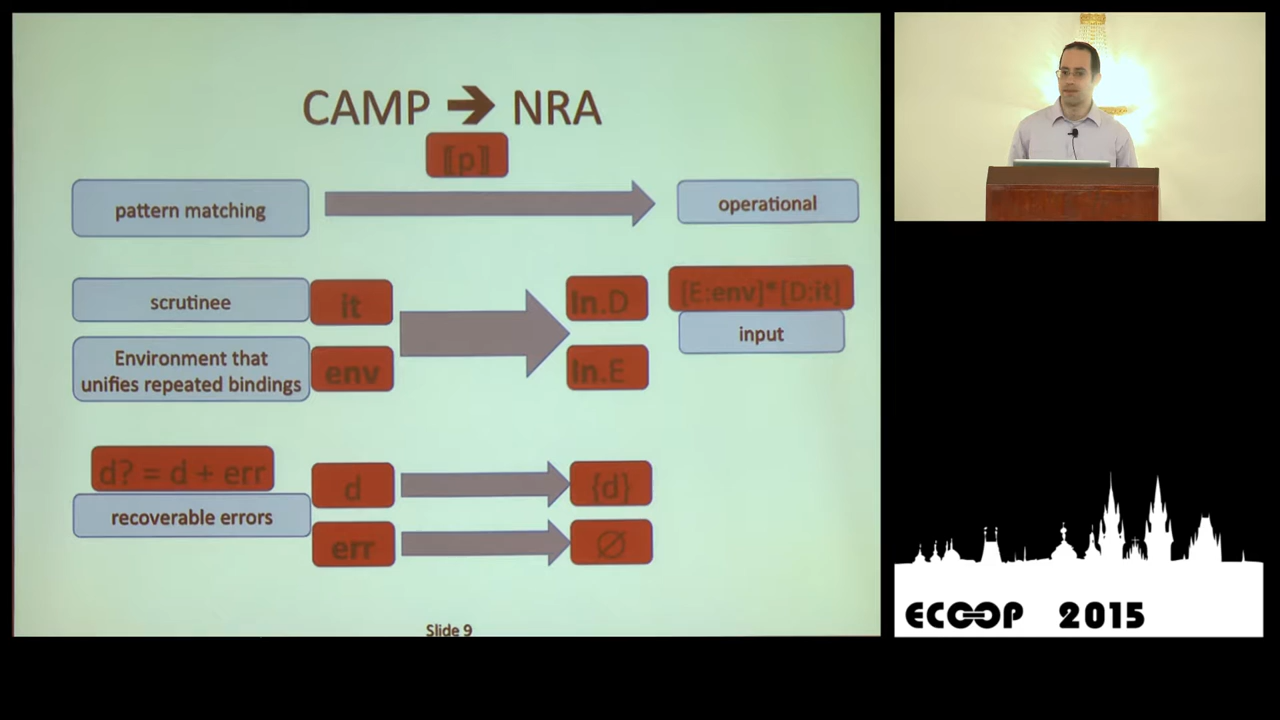 CAMP → NRA
⟦p⟧
pattern matching
operational
scrutinee
it
In.D
[E:env]*[D:it]
input
Environment that
unifies repeated bindings
env
In.E
d? = d + err
recoverable errors
d
{d}
err
∅
Slide 9
ECOOP 2015